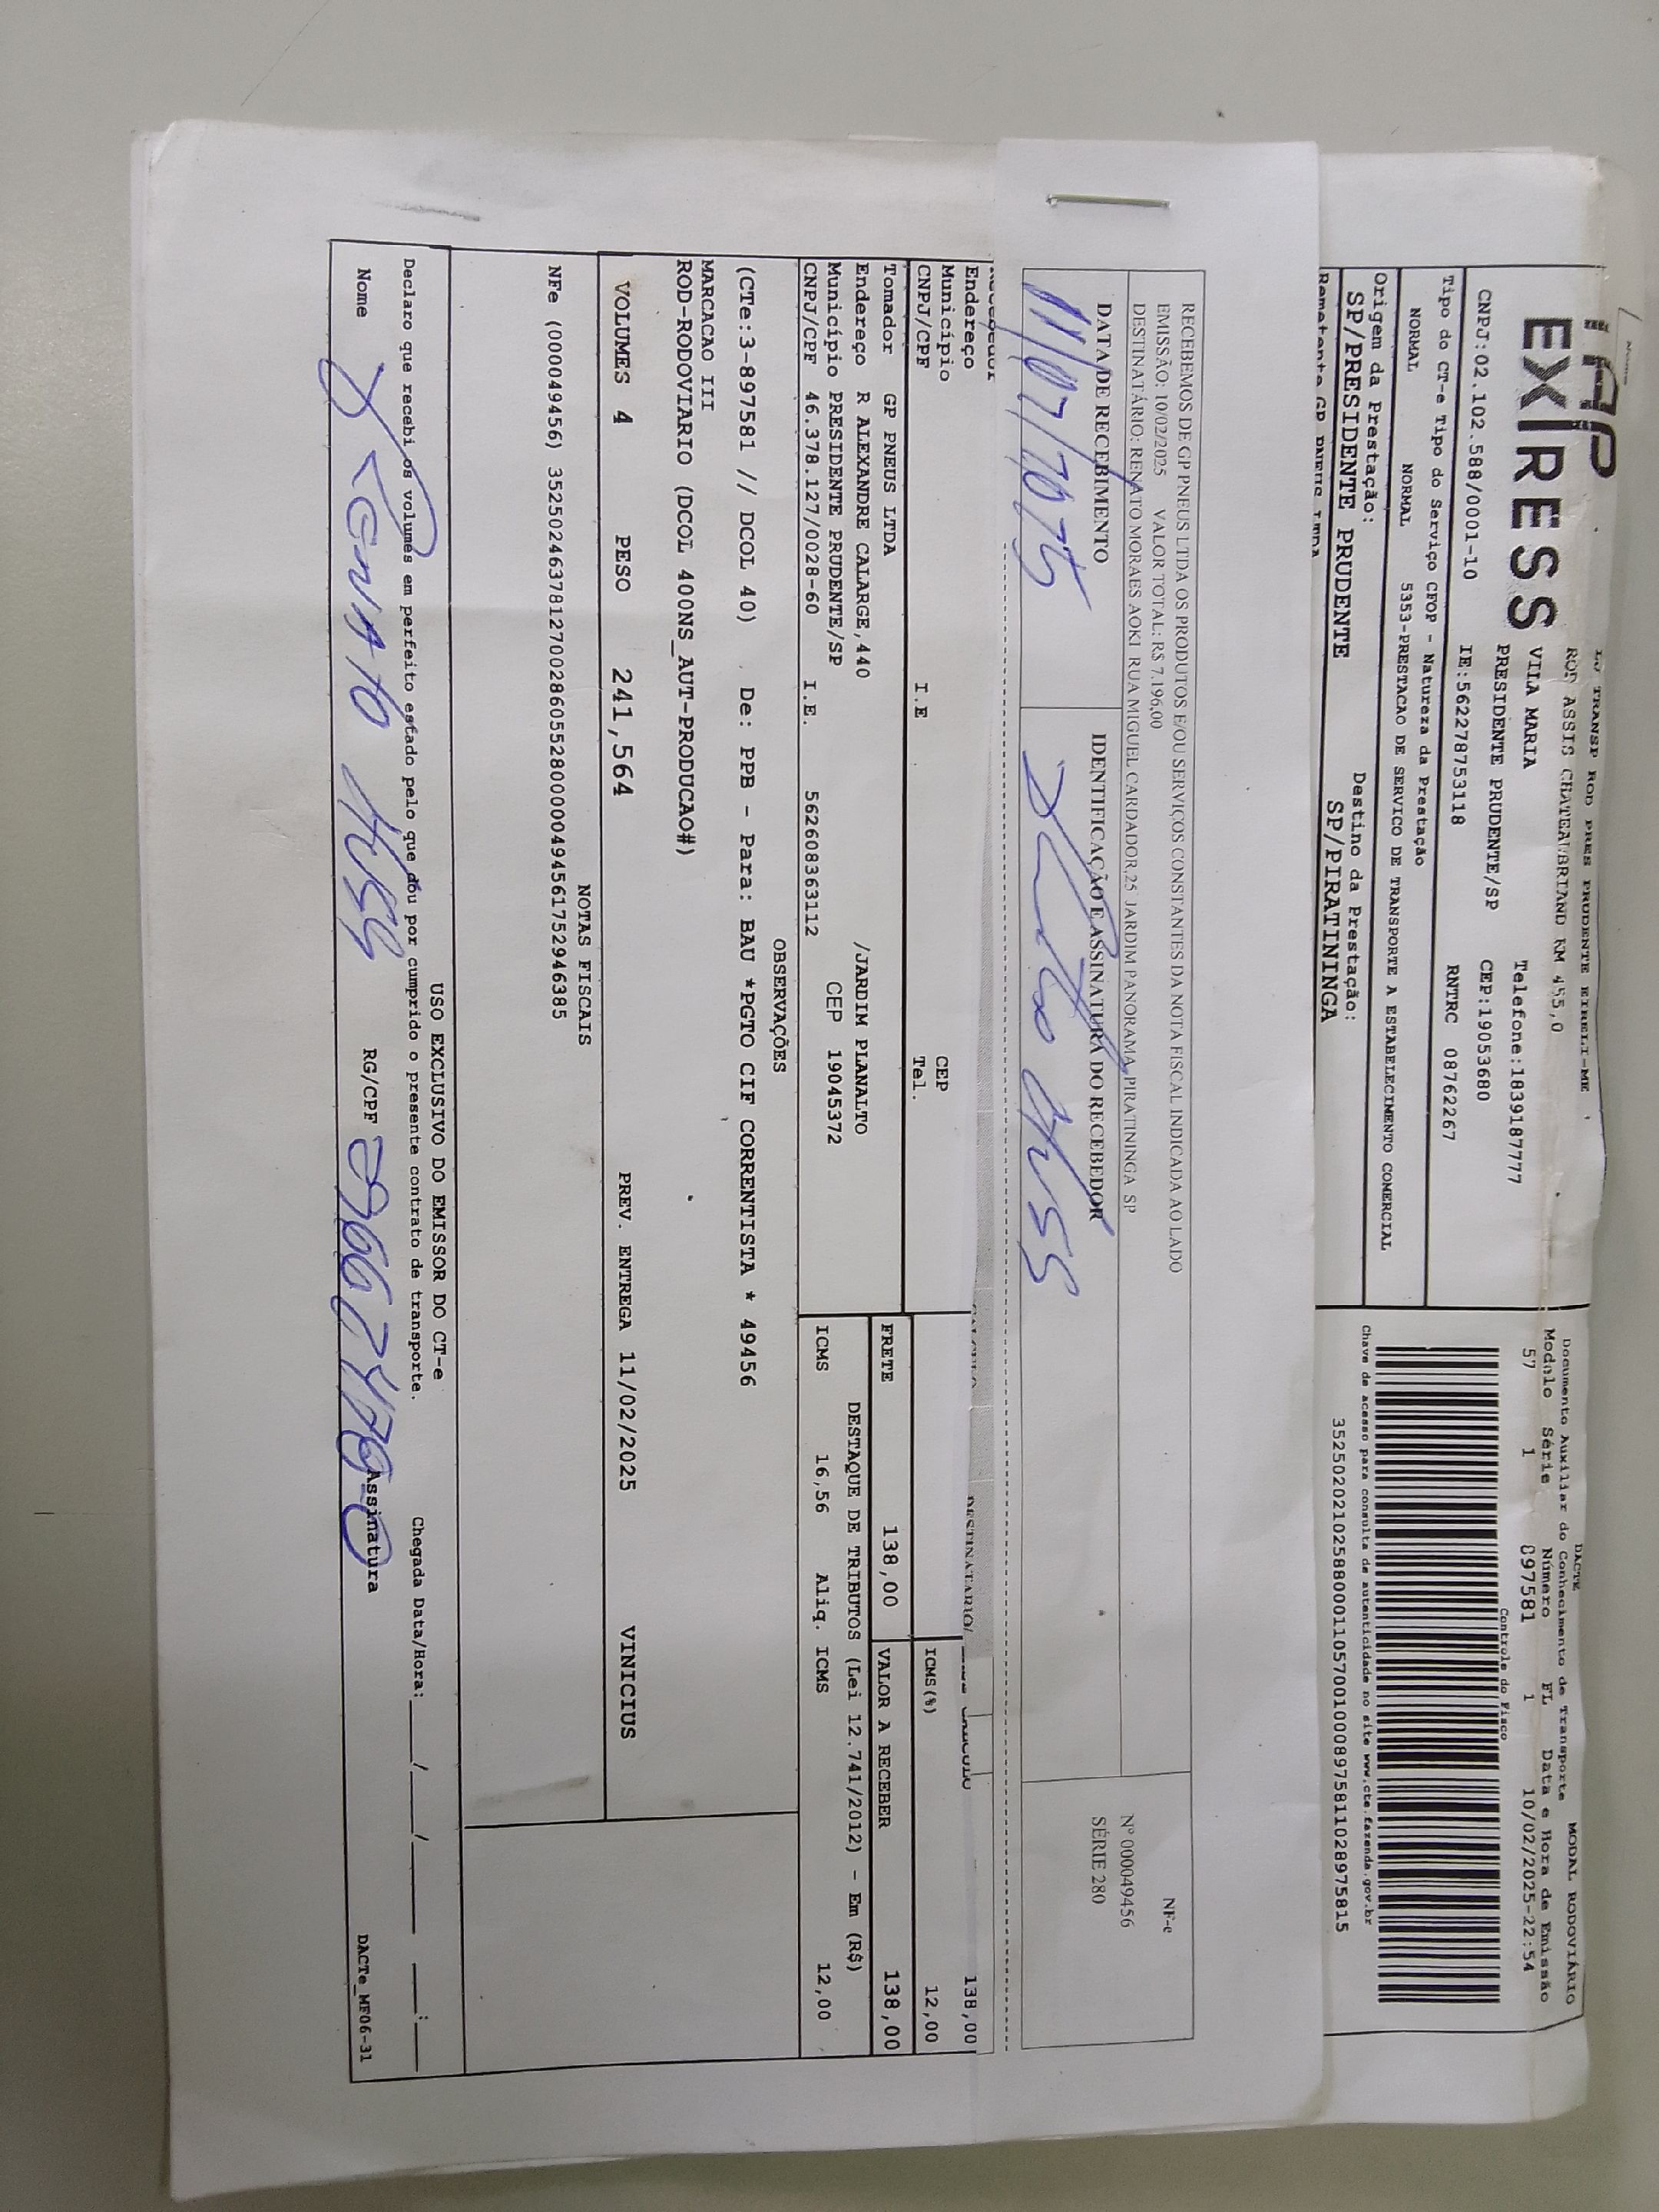 EXPRESS
LU TRANSP ROD PRES PRUDENTE EIRELI-ME
ROD ASSIS CHATEAUBRIAND KM 455,0
VILA MARIA
Telefone:1839187777
PRESIDENTE PRUDENTE/SP CEP:19053680
CNPJ:02.102.588/0001-10 IE:562278753118 RNTRC 08762267
Tipo do CT-e Tipo do Serviço CFOP - Natureza da Prestação
NORMAL NORMAL 5353-PRESTACAO DE SERVICO DE TRANSPORTE A ESTABELECIMENTO COMERCIAL
Origem da Prestação: Destino da Prestação:
SP/PRESIDENTE PRUDENTE SP/PIRATININGA
Remetente GP PNEUS LTDA
DACTE MODAL RODOVIÁRIO
Documento Auxiliar do Conhecimento de Transporte
Modelo Série Número FL Data e Hora de Emissão
57 1 897581 1 10/02/2025-22:54
Controle do Fisco
Chave de acesso para consulta de autenticidade no site www.cte.fazenda.gov.br
35250202102588000110570010008975811028975815
RECEBEMOS DE GP PNEUS LTDA OS PRODUTOS E/OU SERVIÇOS CONSTANTES DA NOTA FISCAL INDICADA AO LADO
EMISSÃO: 10/02/2025 VALOR TOTAL: R$ 7.196,00
DESTINATÁRIO: RENATO MORAES AOKI RUA MIGUEL CARDADOR,25 JARDIM PANORAMA PIRATININGA SP
NF-e
Nº 000049456
SÉRIE 280
DATA DE RECEBIMENTO IDENTIFICAÇÃO E ASSINATURA DO RECEBEDOR
138,00
Endereço
Município CEP
CNPJ/CPF I.E Tel.
ICMS(%) 12,00
Tomador GP PNEUS LTDA
Endereço R ALEXANDRE CALARGE,440 /JARDIM PLANALTO
Município PRESIDENTE PRUDENTE/SP CEP 19045372
CNPJ/CPF 46.378.127/0028-60 I.E. 562608363112
FRETE 138,00 VALOR A RECEBER 138,00
DESTAQUE DE TRIBUTOS (Lei 12.741/2012) - Em (R$)
ICMS 16,56 Aliq. ICMS 12,00
OBSERVAÇÕES
(CTe:3-897581 // DCOL 40) De: PPB - Para: BAU *PGTO CIF CORRENTISTA * 49456
MARCACAO III
ROD-RODOVIARIO (DCOL 400NS_AUT-PRODUCAO#)
VOLUMES 4 PESO 241,564 PREV. ENTREGA 11/02/2025 VINICIUS
NOTAS FISCAIS
NFe (000049456) 35250246378127002860552800000494561752946385
USO EXCLUSIVO DO EMISSOR DO CT-e
Declaro que recebi os volumes em perfeito estado pelo que dou por cumprido o presente contrato de transporte. Chegada Data/Hora:____/____/______ ____:____
Nome RENATO RG/CPF Assinatura
DACTe_MF06-31